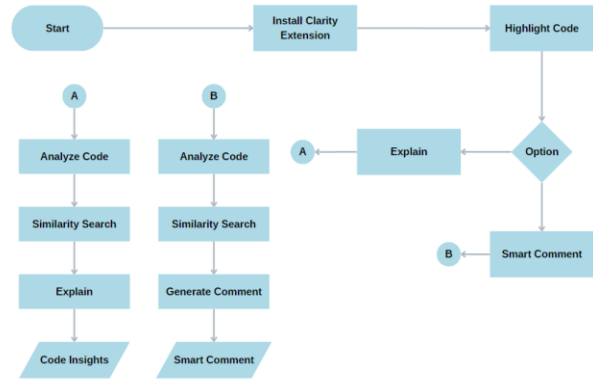 Start
Install Clarity
Extension
Highlight Code
A
B
Analyze Code
Analyze Code
A
Explain
Option
Similarity Search
Similarity Search
B
Smart Comment
Explain
Generate Comment
Code Insights
Smart Comment